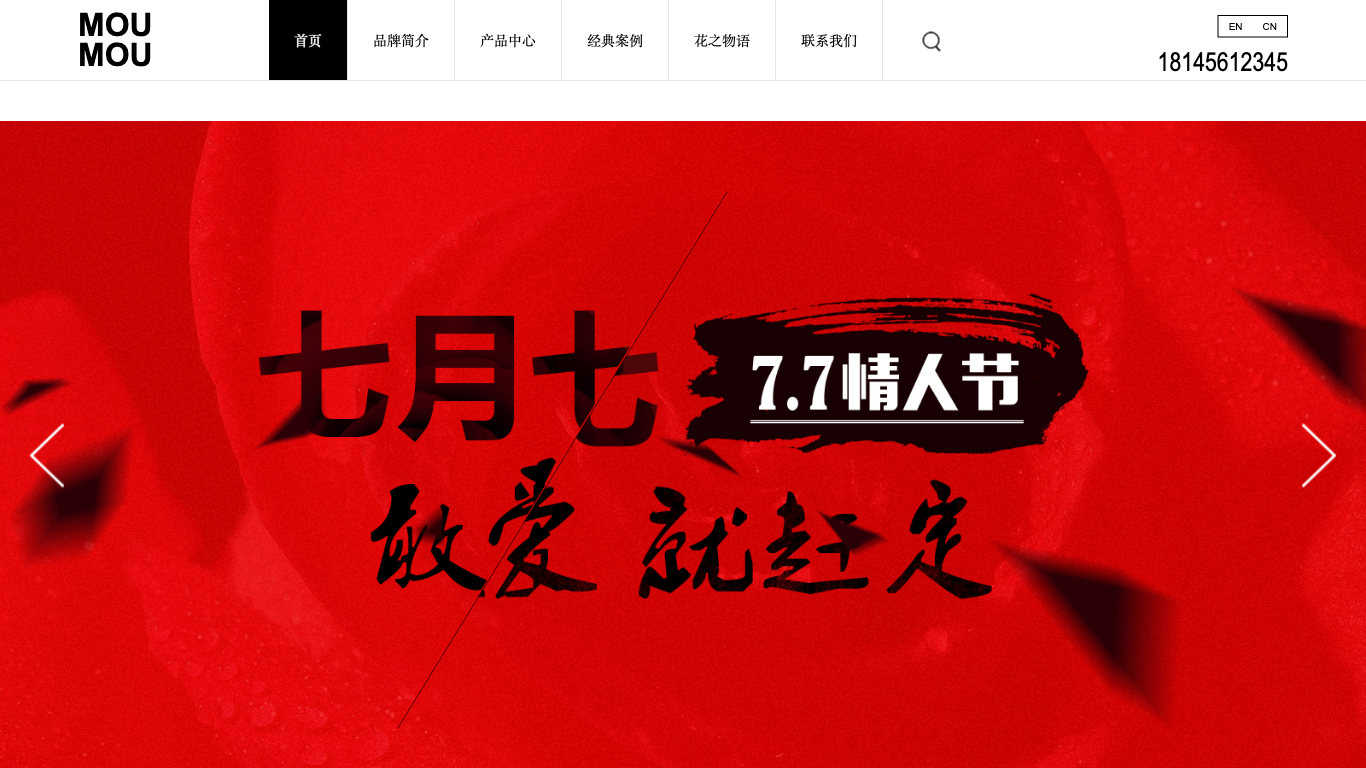 MOU
MOU
首页
品牌简介
产品中心
经典案例
花之物语
联系我们
EN CN
18145612345
七月七
7.7情人节
敢爱 就赶定